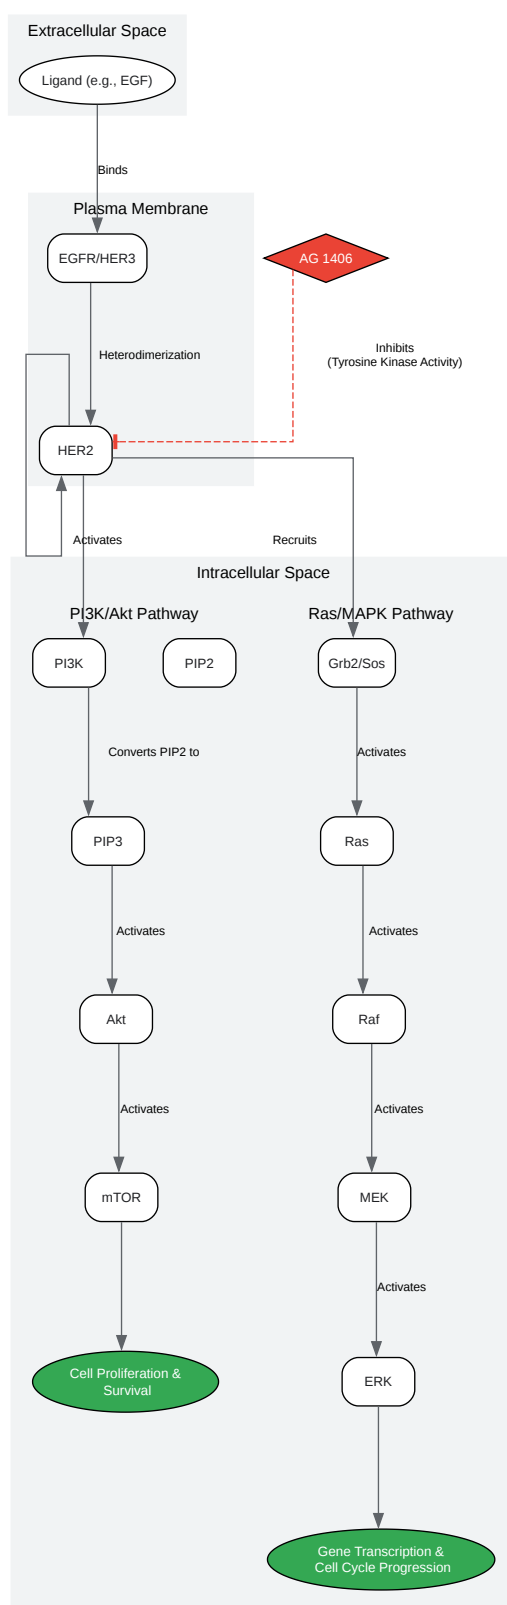 Extracellular Space
Ligand (e.g., EGF)
Binds
Plasma Membrane
EGFR/HER3
AG 1406
Inhibits
(Tyrosine Kinase Activity)
Heterodimerization
HER2
Activates
Recruits
Intracellular Space
PI3K/Akt Pathway
Ras/MAPK Pathway
PI3K
PIP2
Grb2/Sos
Converts PIP2 to
Activates
PIP3
Ras
Activates
Activates
Akt
Raf
Activates
Activates
mTOR
MEK
Activates
Cell Proliferation &
Survival
ERK
Gene Transcription &
Cell Cycle Progression